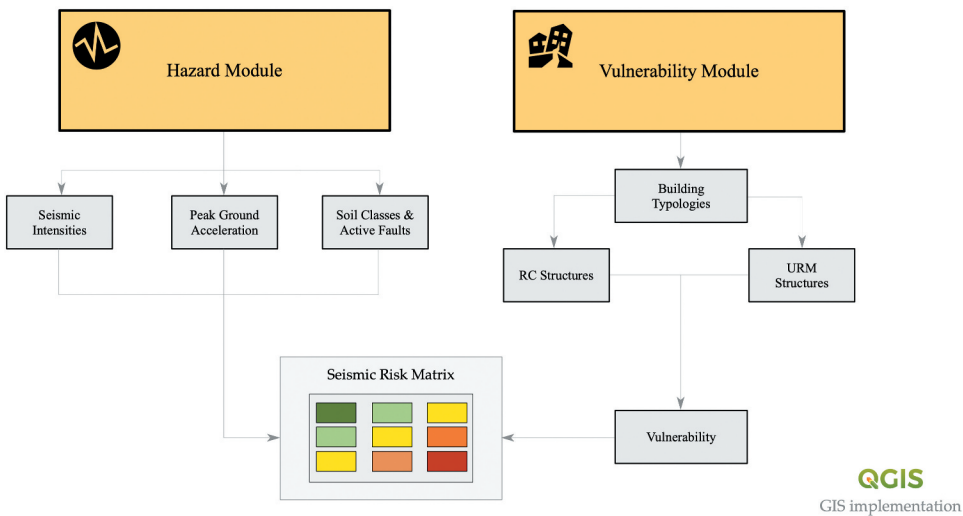 Hazard Module
Vulnerability Module
Seismic
Intensities
Peak Ground
Acceleration
Soil Classes &
Active Faults
Building
Typologies
RC Structures
URM
Structures
Seismic Risk Matrix
Vulnerability
QGIS
GIS implementation